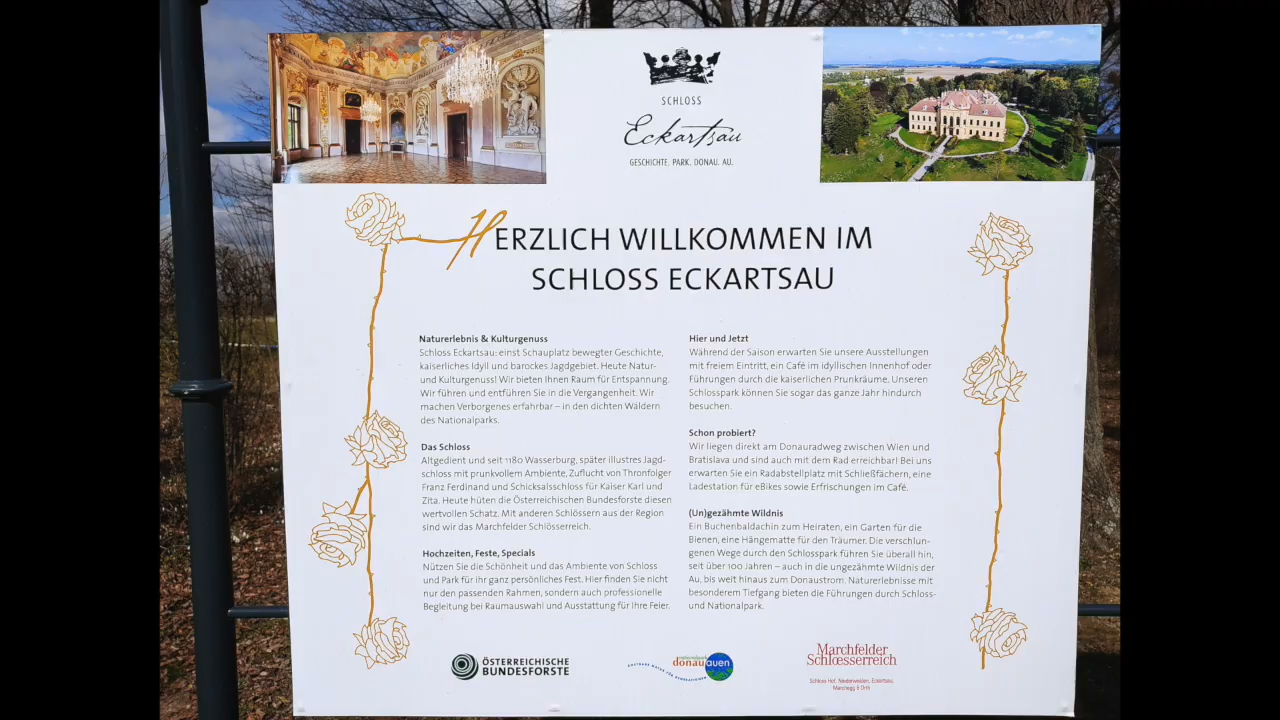 SCHLOSS
Eckartsau
GESCHICHTE. PARK. DONAU. AU.
HERZLICH WILLKOMMEN IM
SCHLOSS ECKARTSAU
Naturerlebnis & Kulturgenuss
Schloss Eckartsau: einst Schauplatz bewegter Geschichte,
kaiserliches Idyll und barockes Jagdgebiet. Heute Natur-
und Kulturgenuss! Wir bieten Ihnen Raum für Entspannung.
Wir führen und entführen Sie in die Vergangenheit. Wir
machen Verborgenes erfahrbar – in den dichten Wäldern
des Nationalparks.
Das Schloss
Altgedient und seit 1180 Wasserburg, später illustres Jagd-
schloss mit prunkvollem Ambiente, Zuflucht von Thronfolger
Franz Ferdinand und Schicksalsschloss für Kaiser Karl und
Zita. Heute hüten die Österreichischen Bundesforste diesen
wertvollen Schatz. Mit anderen Schlössern aus der Region
sind wir das Marchfelder Schlösserreich.
Hochzeiten, Feste, Specials
Nützen Sie die Schönheit und das Ambiente von Schloss
und Park für ihr ganz persönliches Fest. Hier finden Sie nicht
nur den passenden Rahmen, sondern auch professionelle
Begleitung bei Raumauswahl und Ausstattung für Ihre Feier.
Hier und Jetzt
Während der Saison erwarten Sie unsere Ausstellungen
mit freiem Eintritt, ein Café im idyllischen Innenhof oder
Führungen durch die kaiserlichen Prunkräume. Unseren
Schlosspark können Sie sogar das ganze Jahr hindurch
besuchen.
Schon probiert?
Wir liegen direkt am Donauradweg zwischen Wien und
Bratislava und sind auch mit dem Rad erreichbar! Bei uns
erwarten Sie ein Radabstellplatz mit Schließfächern, eine
Ladestation für eBikes sowie Erfrischungen im Café.
(Un)gezähmte Wildnis
Ein Buchenbaldachin zum Heiraten, ein Garten für die
Bienen, eine Hängematte für den Träumer. Die verschlun-
genen Wege durch den Schlosspark führen Sie überall hin,
seit über 100 Jahren – auch in die ungezähmte Wildnis der
Au, bis weit hinaus zum Donaustrom. Naturerlebnisse mit
besonderem Tiefgang bieten die Führungen durch Schloss-
und Nationalpark.
ÖSTERREICHISCHE
BUNDESFORSTE
donauauen
Marchfelder
Schlœsserreich
Schloss Hof, Niederweiden, Eckartsau,
Marchegg & Orth